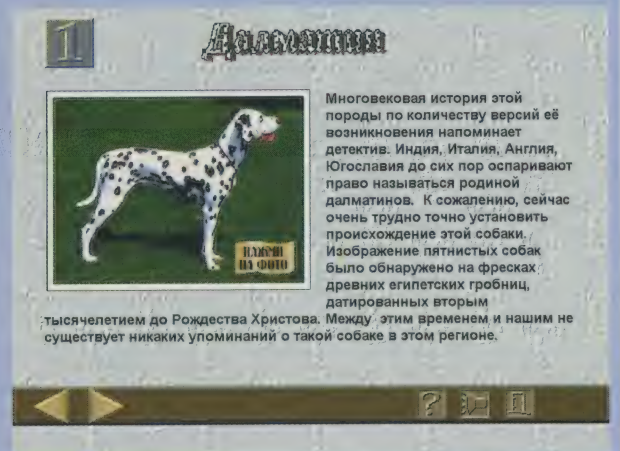 1
Далматин
Многовековая история этой
породы по количеству версий её
возникновения напоминает
детектив. Индия, Италия, Англия,
Югославия до сих пор оспаривают
право называться родиной
далматинов. К сожалению, сейчас
очень трудно точно установить
происхождение этой собаки.
Изображение пятнистых собак
было обнаружено на фресках
древних египетских гробниц,
датированных вторым
тысячелетием до Рождества Христова. Между этим временем и нашим не
существует никаких упоминаний о такой собаке в этом регионе.
НАЖМИ
НА ФОТО
?